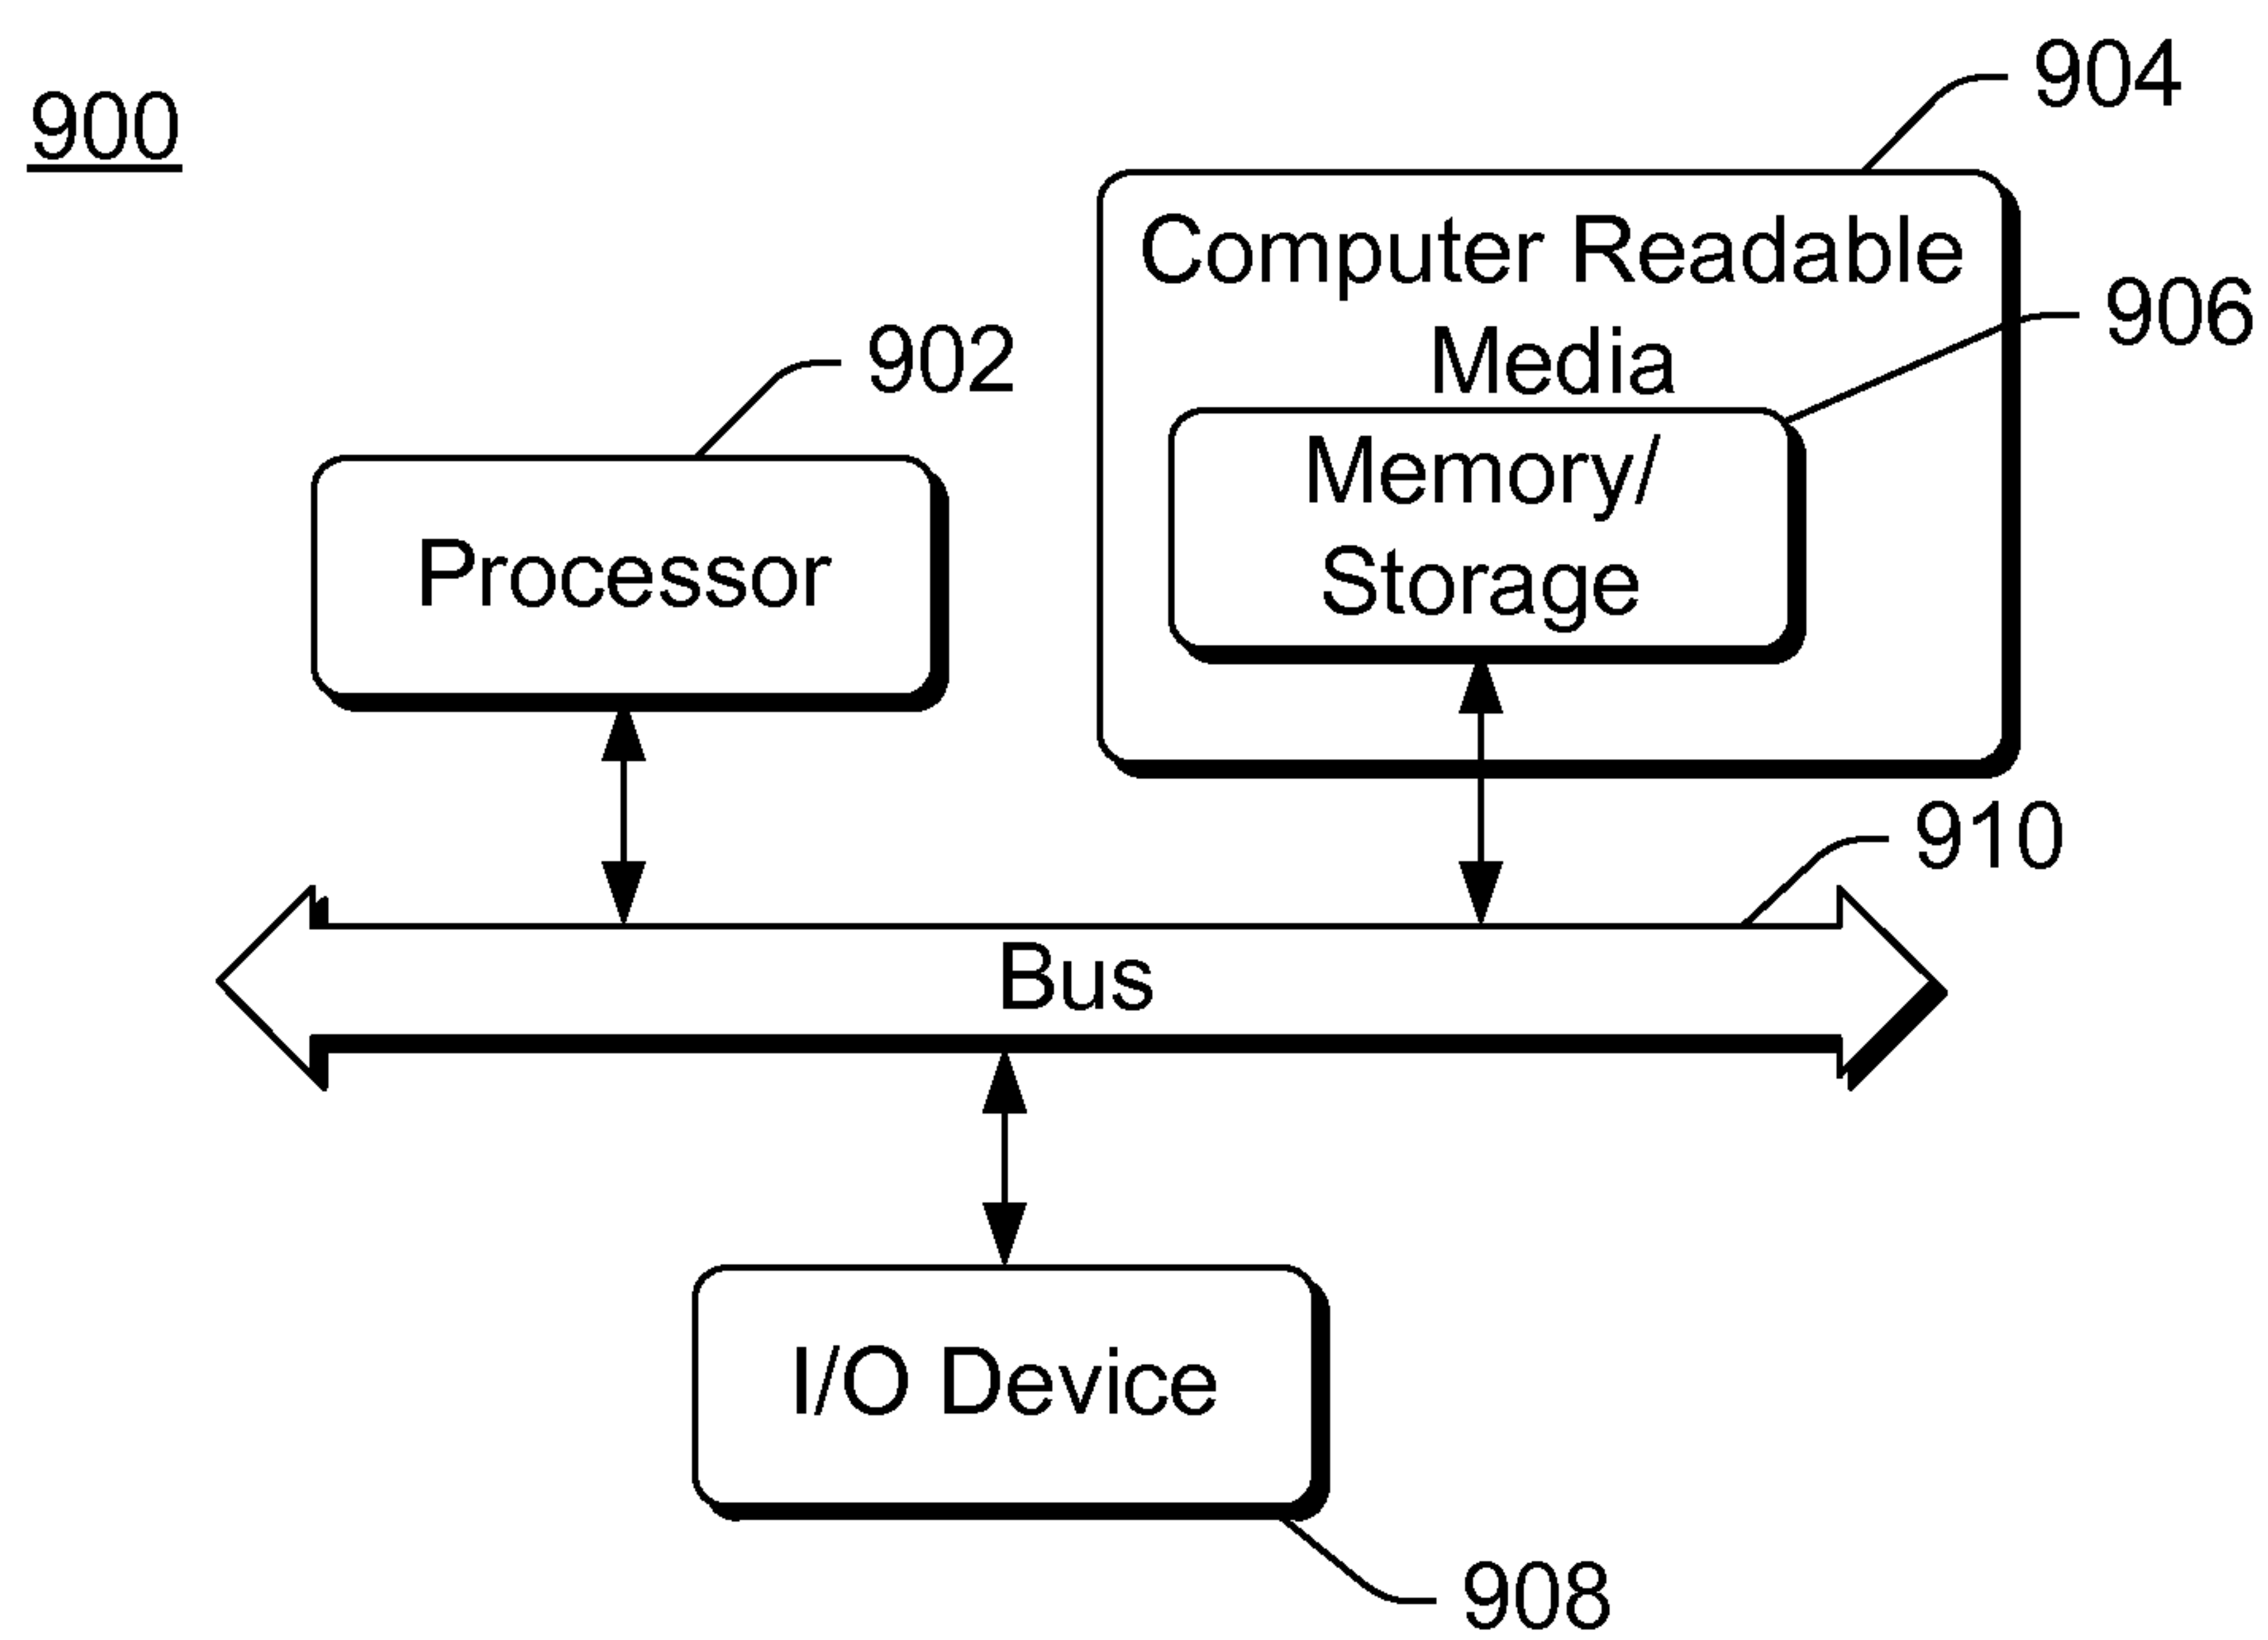 900
904
Computer Readable
Media
906
902
Memory/
Storage
Processor
910
Bus
I/O Device
908